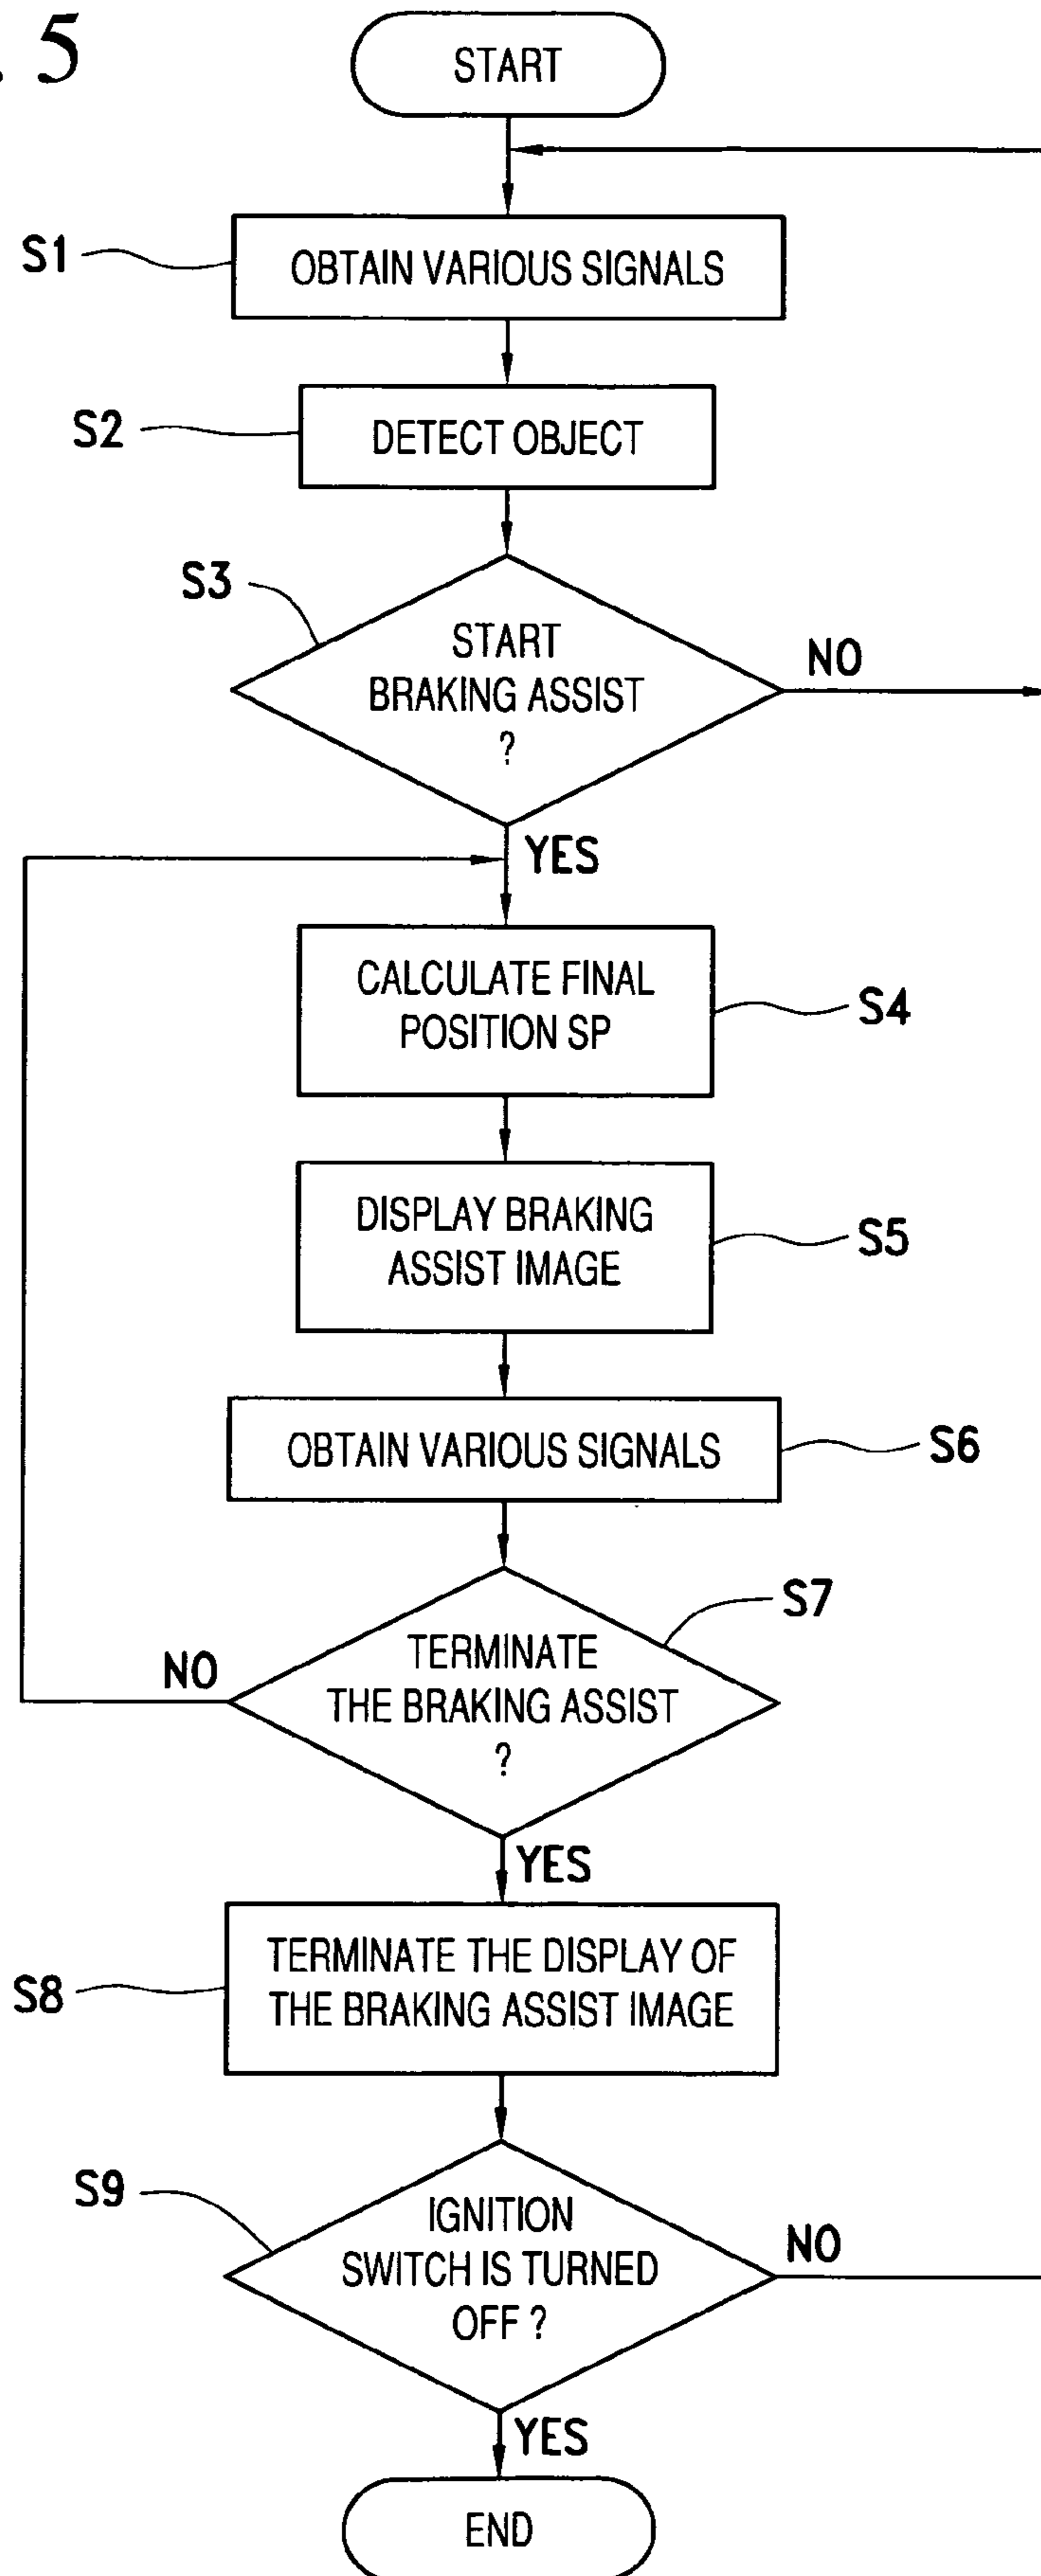 . 5
START
S1
OBTAIN VARIOUS SIGNALS
S2
DETECT OBJECT
S3
START
BRAKING ASSIST
?
NO
YES
CALCULATE FINAL
POSITION SP
S4
DISPLAY BRAKING
ASSIST IMAGE
S5
OBTAIN VARIOUS SIGNALS
S6
S7
TERMINATE
THE BRAKING ASSIST
?
NO
YES
S8
TERMINATE THE DISPLAY OF
THE BRAKING ASSIST IMAGE
S9
IGNITION
SWITCH IS TURNED
OFF ?
NO
YES
END